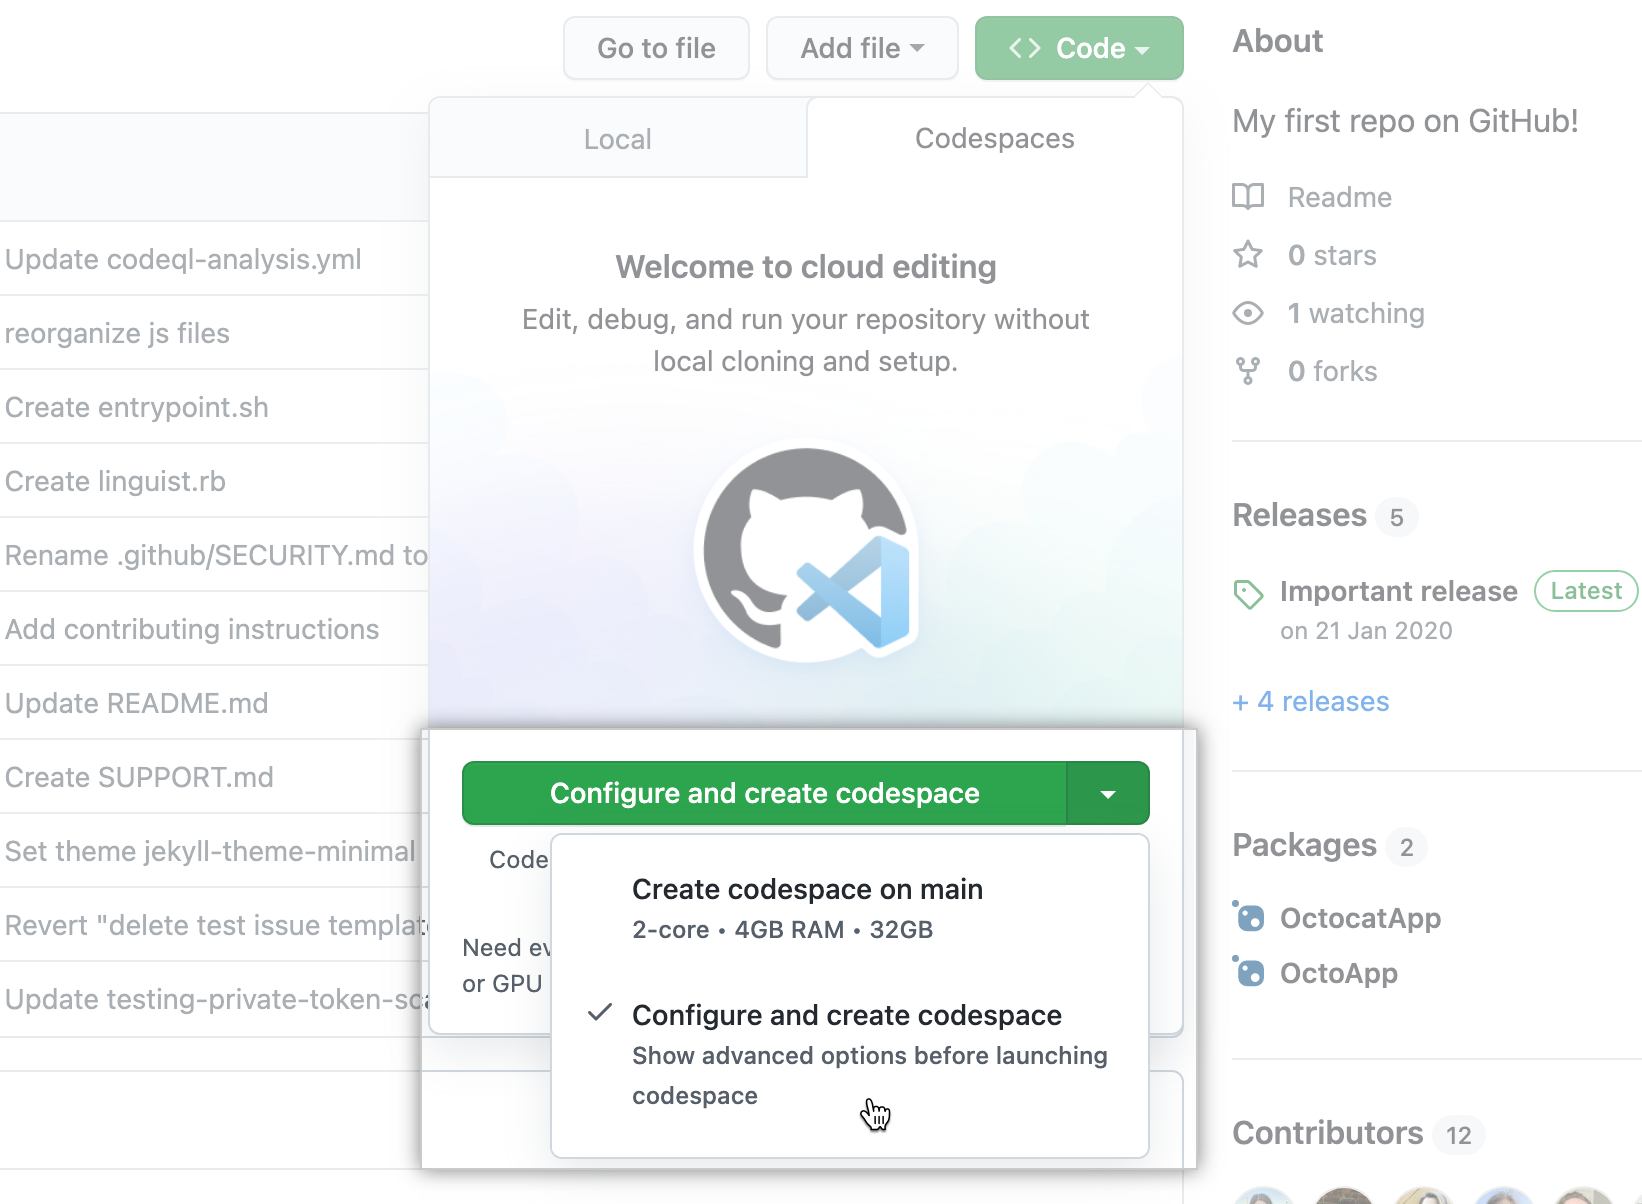 Go to file
Add file
Code
Local
Codespaces
Welcome to cloud editing
Edit, debug, and run your repository without
local cloning and setup.
Update codeql-analysis.yml
reorganize js files
Create entrypoint.sh
Create linguist.rb
Rename .github/SECURITY.md to
Add contributing instructions
Update README.md
Create SUPPORT.md
Set theme jekyll-theme-minimal
Revert "delete test issue templat
Update testing-private-token-sca
Configure and create codespace
Code
Need ev
or GPU
Create codespace on main
2-core • 4GB RAM • 32GB
Configure and create codespace
Show advanced options before launching
codespace
About
My first repo on GitHub!
Readme
0 stars
1 watching
0 forks
Releases 5
Important release Latest
on 21 Jan 2020
+ 4 releases
Packages 2
OctocatApp
OctoApp
Contributors 12